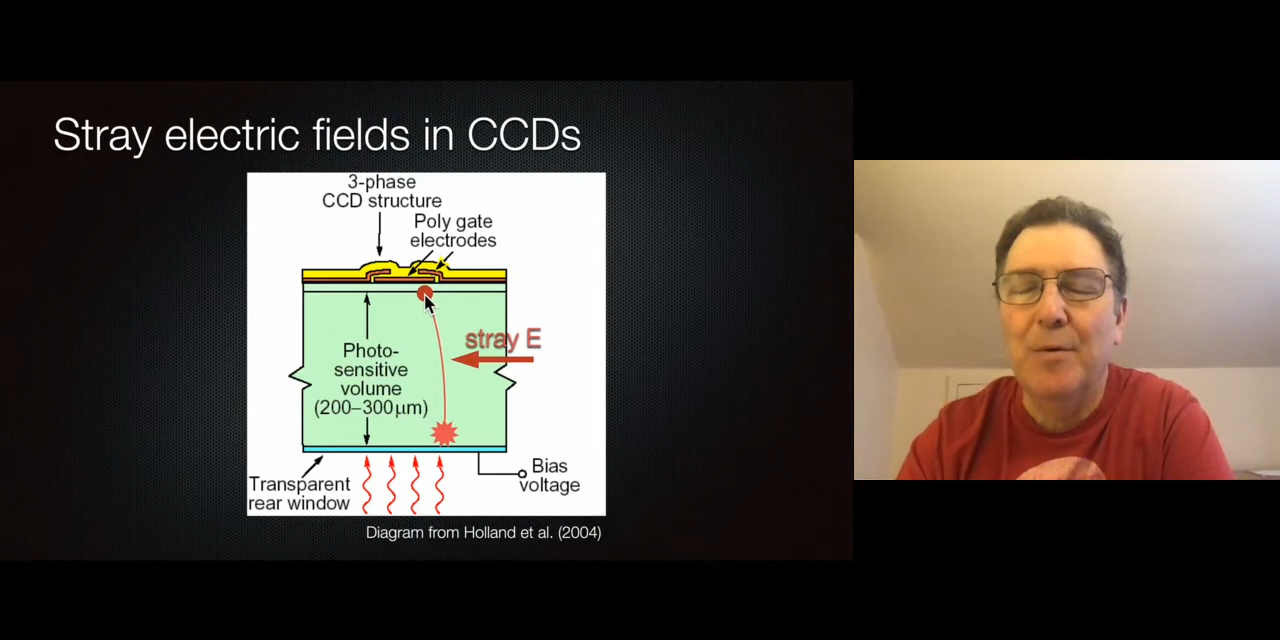 Stray electric fields in CCDs
3-phase
CCD structure
Poly gate
electrodes
stray E
Photo-
sensitive
volume
(200–300μm)
Transparent
rear window
Bias
voltage
Diagram from Holland et al. (2004)